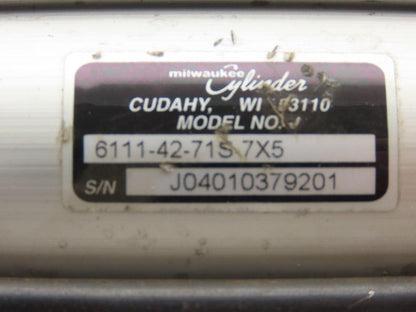 milwaukee
Cylinder
CUDAHY, WI 53110
MODEL NO.
6111-42-71S 7X5
S/N J04010379201